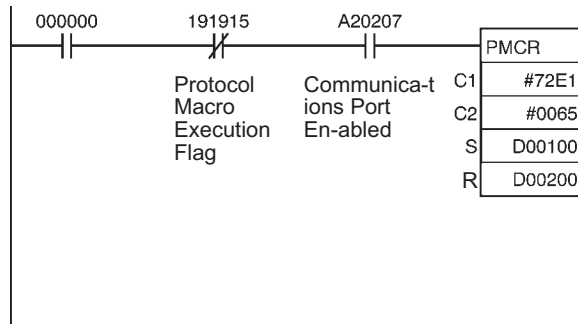 000000 191915 A20207
PMCR
C1 #72E1
C2 #0065
S D00100
R D00200
Protocol
Macro
Execution
Flag
Communica-t
ions Port
En-abled